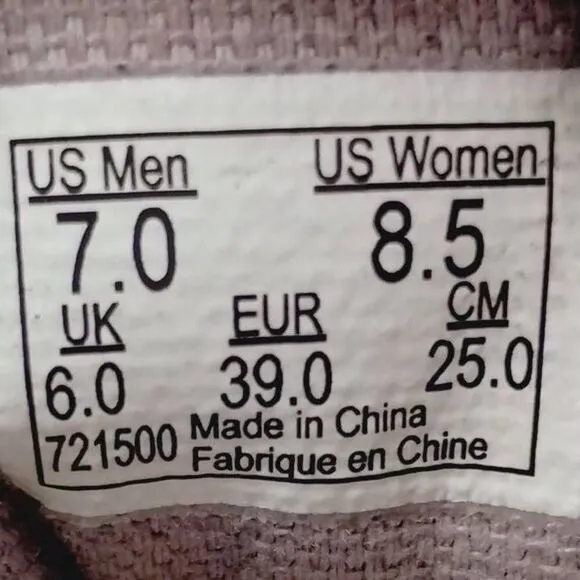 US Men US Women
7.0 8.5
UK EUR CM
6.0 39.0 25.0
721500 Made in China
Fabrique en Chine